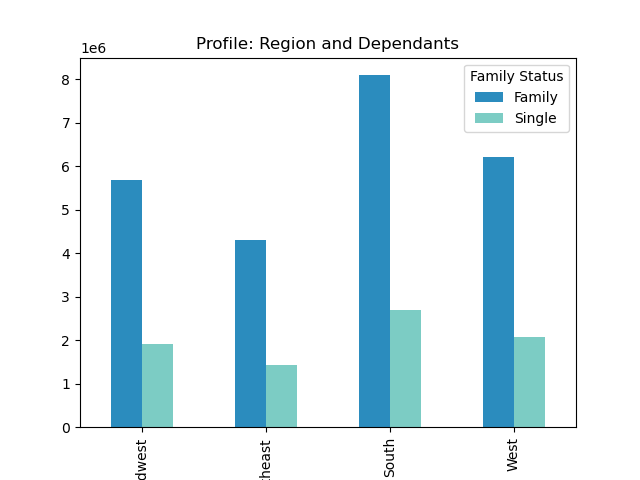 Profile: Region and Dependants
1e6
Family Status
Family
Single
8
7
6
5
4
3
2
1
0
dwest
heast
South
West